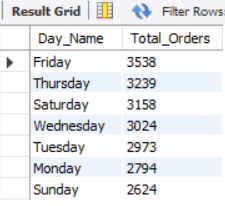 Result Grid Filter Rows:
Day_Name Total_Orders
Friday 3538
Thursday 3239
Saturday 3158
Wednesday 3024
Tuesday 2973
Monday 2794
Sunday 2624